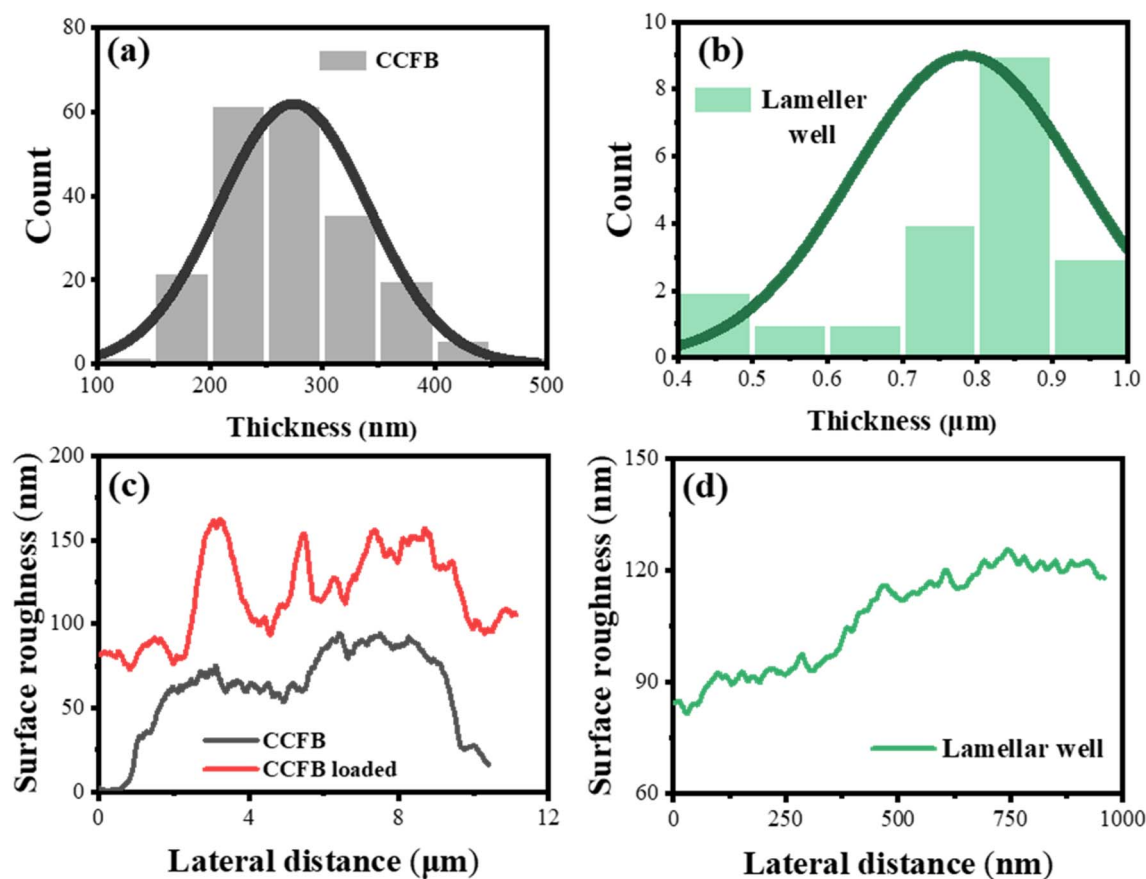 (a)
CCFB
Count
80
60
40
20
0
100 200 300 400 500
Thickness (nm)
(b)
Lameller
well
Count
10
8
6
4
2
0
0.4 0.5 0.6 0.7 0.8 0.9 1.0
Thickness (μm)
(c)
Surface roughness (nm)
200
150
100
50
0
CCFB
CCFB loaded
0 4 8 12
Lateral distance (μm)
(d)
Surface roughness (nm)
150
120
90
60
Lamellar well
0 250 500 750 1000
Lateral distance (nm)